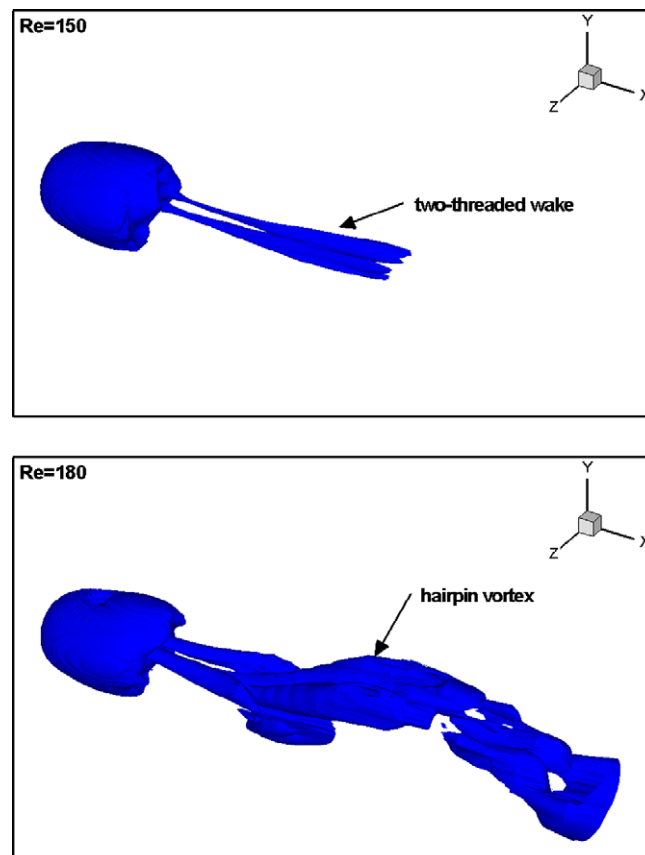 Re=150
Y
X
Z
two-threaded wake
Re=180
Y
X
Z
hairpin vortex